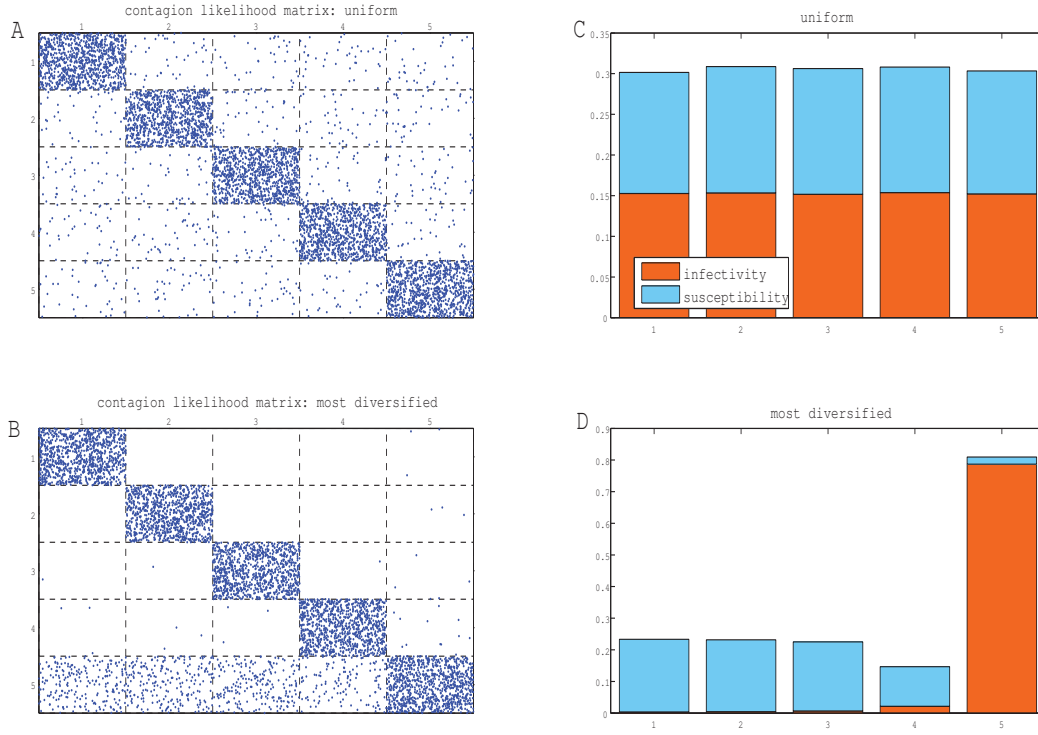 A
contagion likelihood matrix: uniform
1 2 3 4 5
1
2
3
4
5
C
uniform
0.35
0.3
0.25
0.2
0.15
0.1
0.05
0
infectivity
susceptibility
1 2 3 4 5
B
contagion likelihood matrix: most diversified
1 2 3 4 5
1
2
3
4
5
D
most diversified
0.9
0.8
0.7
0.6
0.5
0.4
0.3
0.2
0.1
0
1 2 3 4 5